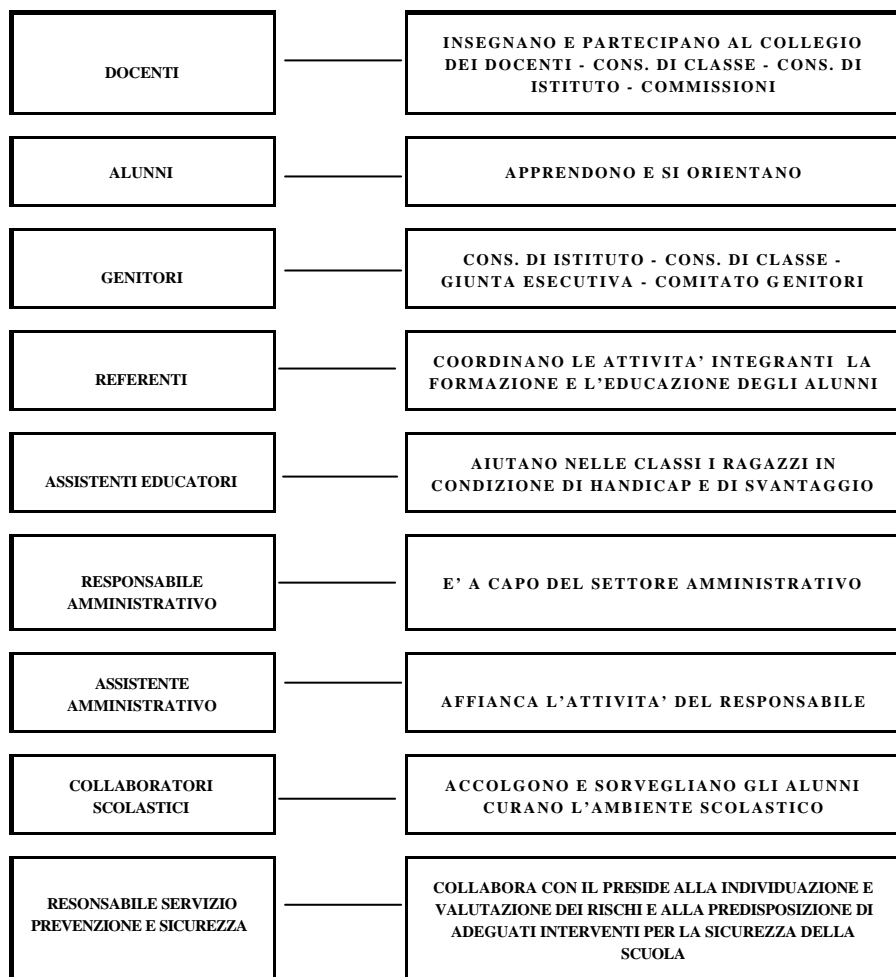 DOCENTI
INSEGNANO E PARTECIPANO AL COLLEGIO
DEI DOCENTI - CONS. DI CLASSE - CONS. DI
ISTITUTO - COMMISSIONI
ALUNNI
APPRENDONO E SI ORIENTANO
GENITORI
CONS. DI ISTITUTO - CONS. DI CLASSE -
GIUNTA ESECUTIVA - COMITATO GENITORI
REFERENTI
COORDINANO LE ATTIVITA' INTEGRANTI LA
FORMAZIONE E L'EDUCAZIONE DEGLI ALUNNI
ASSISTENTI EDUCATORI
AIUTANO NELLE CLASSI I RAGAZZI IN
CONDIZIONE DI HANDICAP E DI SVANTAGGIO
RESPONSABILE
AMMINISTRATIVO
E' A CAPO DEL SETTORE AMMINISTRATIVO
ASSISTENTE
AMMINISTRATIVO
AFFIANCA L'ATTIVITA' DEL RESPONSABILE
COLLABORATORI
SCOLASTICI
ACCOLGONO E SORVEGLIANO GLI ALUNNI
CURANO L'AMBIENTE SCOLASTICO
RESONSABILE SERVIZIO
PREVENZIONE E SICUREZZA
COLLABORA CON IL PRESIDE ALLA INDIVIDUAZIONE E
VALUTAZIONE DEI RISCHI E ALLA PREDISPOSIZIONE DI
ADEGUATI INTERVENTI PER LA SICUREZZA DELLA
SCUOLA